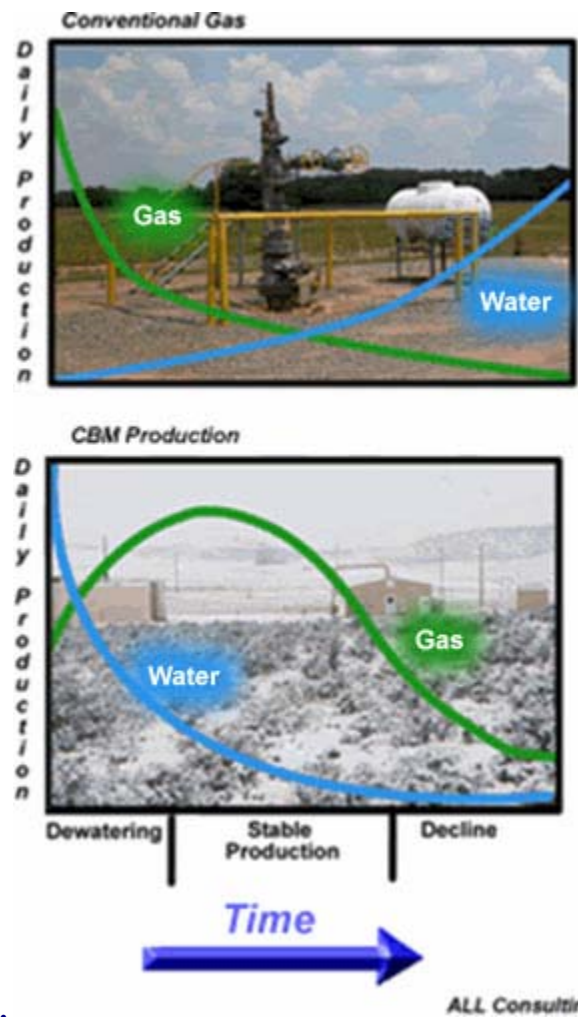 Conventional Gas
Daily Production
Gas
Water
CBM Production
Daily Production
Gas
Water
Dewatering
Stable
Production
Decline
Time
ALL Consultin